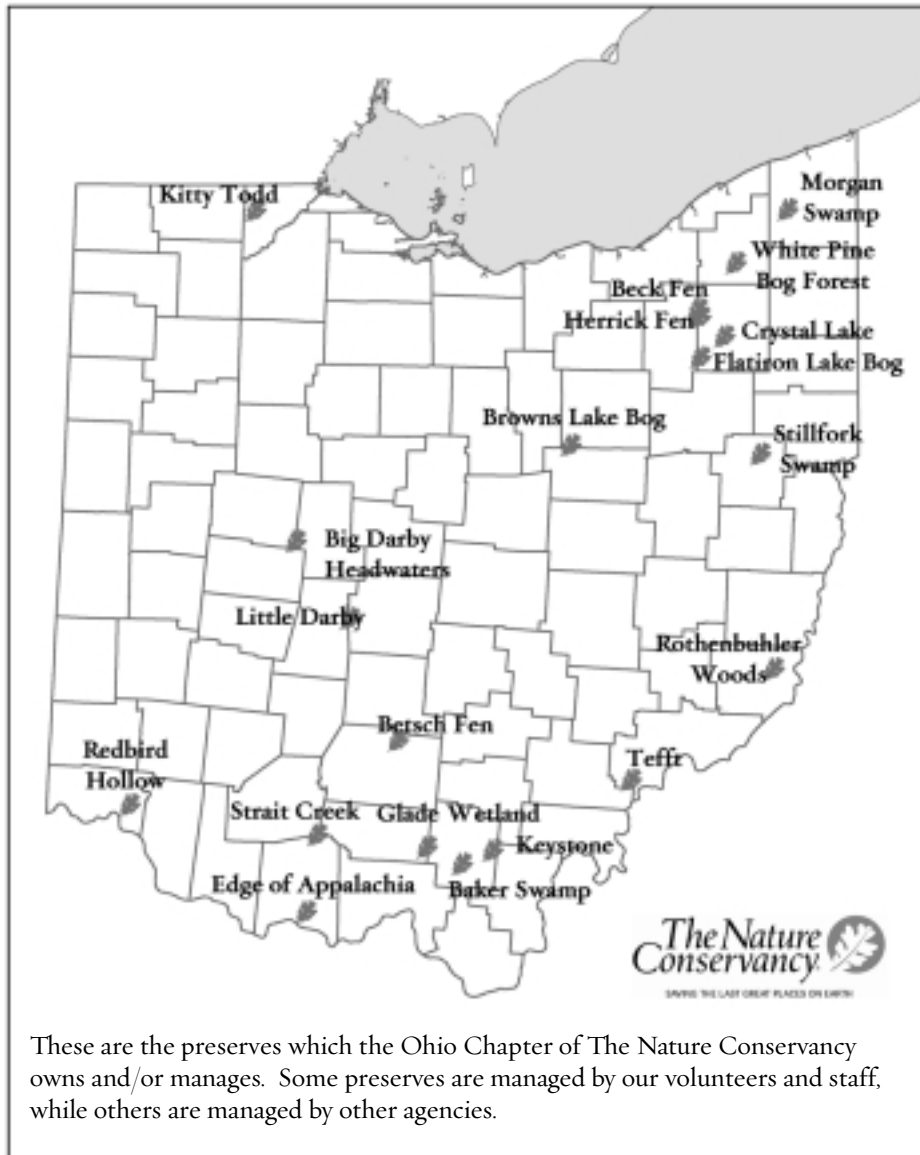 Kitty Todd
Morgan
Swamp
White Pine
Bog Forest
Beck Fen
Herrick Fen
Crystal Lake
Flatiron Lake Bog
Browns Lake Bog
Stillfork
Swamp
Big Darby
Headwaters
Little Darby
Rothenbuhler
Woods
Betsch Fen
Redbird
Hollow
Tefft
Strait Creek
Glade Wetland
Keystone
Edge of Appalachia
Baker Swamp
The Nature
Conservancy
SAVING THE LAST GREAT PLACES ON EARTH
These are the preserves which the Ohio Chapter of The Nature Conservancy
owns and/or manages.  Some preserves are managed by our volunteers and staff,
while others are managed by other agencies.